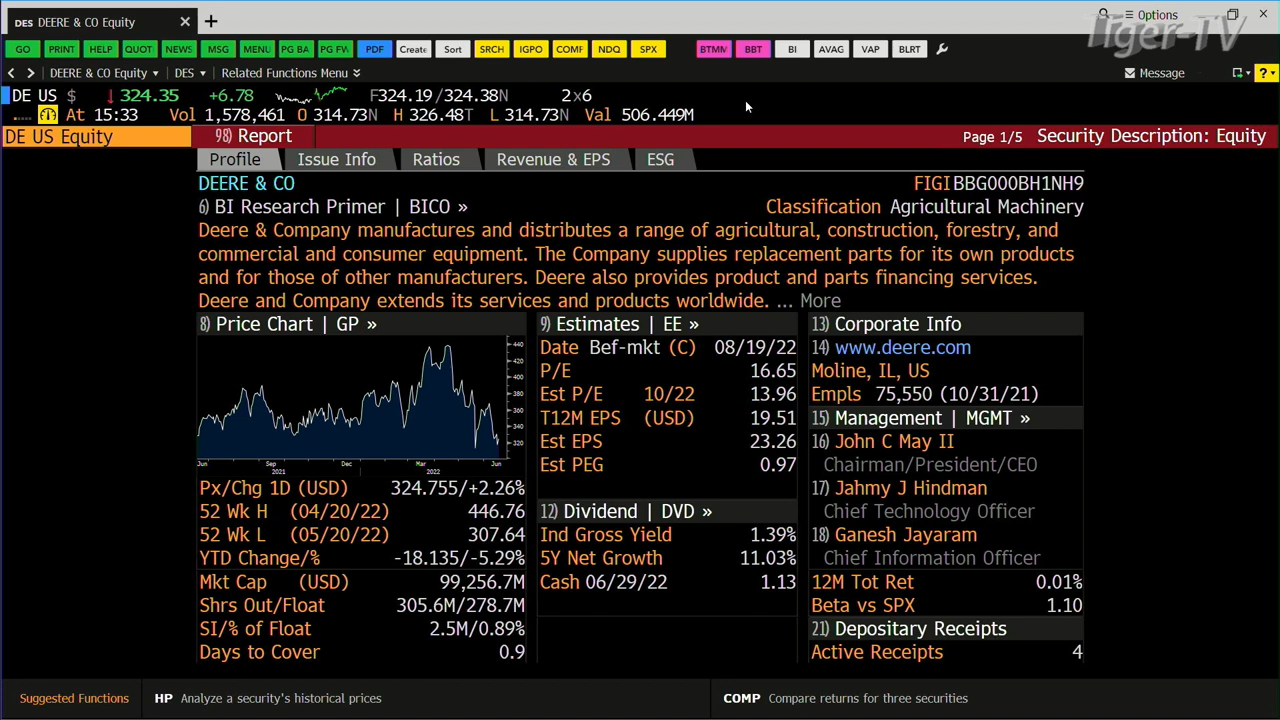 DES DEERE & CO Equity
Options
Tiger-TV
GO PRINT HELP QUOT NEWS MSG MENU PG BA PG FW PDF Create Sort SRCH IGPO COMF NDQ SPX BTMM BBT BI AVAG VAP BLRT
DEERE & CO Equity DES Related Functions Menu Message ?
DE US $ ↓ 324.35 +6.78 F324.19/324.38N 2x6
At 15:33 Vol 1,578,461 O 314.73N H 326.48T L 314.73N Val 506.449M
DE US Equity 98) Report Page 1/5 Security Description: Equity
Profile Issue Info Ratios Revenue & EPS ESG
DEERE & CO FIGI BBG000BH1NH9
6) BI Research Primer | BICO » Classification Agricultural Machinery
Deere & Company manufactures and distributes a range of agricultural, construction, forestry, and
commercial and consumer equipment. The Company supplies replacement parts for its own products
and for those of other manufacturers. Deere also provides product and parts financing services.
Deere and Company extends its services and products worldwide. ... More
8) Price Chart | GP »
440
420
400
380
360
340
320
Jun Sep Dec Mar Jun
2021 2022
Px/Chg 1D (USD) 324.755/+2.26%
52 Wk H (04/20/22) 446.76
52 Wk L (05/20/22) 307.64
YTD Change/% -18.135/-5.29%
Mkt Cap (USD) 99,256.7M
Shrs Out/Float 305.6M/278.7M
SI/% of Float 2.5M/0.89%
Days to Cover 0.9
9) Estimates | EE »
Date Bef-mkt (C) 08/19/22
P/E 16.65
Est P/E 10/22 13.96
T12M EPS (USD) 19.51
Est EPS 23.26
Est PEG 0.97
12) Dividend | DVD »
Ind Gross Yield 1.39%
5Y Net Growth 11.03%
Cash 06/29/22 1.13
13) Corporate Info
14) www.deere.com
Moline, IL, US
Empls 75,550 (10/31/21)
15) Management | MGMT »
16) John C May II
Chairman/President/CEO
17) Jahmy J Hindman
Chief Technology Officer
18) Ganesh Jayaram
Chief Information Officer
12M Tot Ret 0.01%
Beta vs SPX 1.10
21) Depositary Receipts
Active Receipts 4
Suggested Functions HP Analyze a security's historical prices COMP Compare returns for three securities